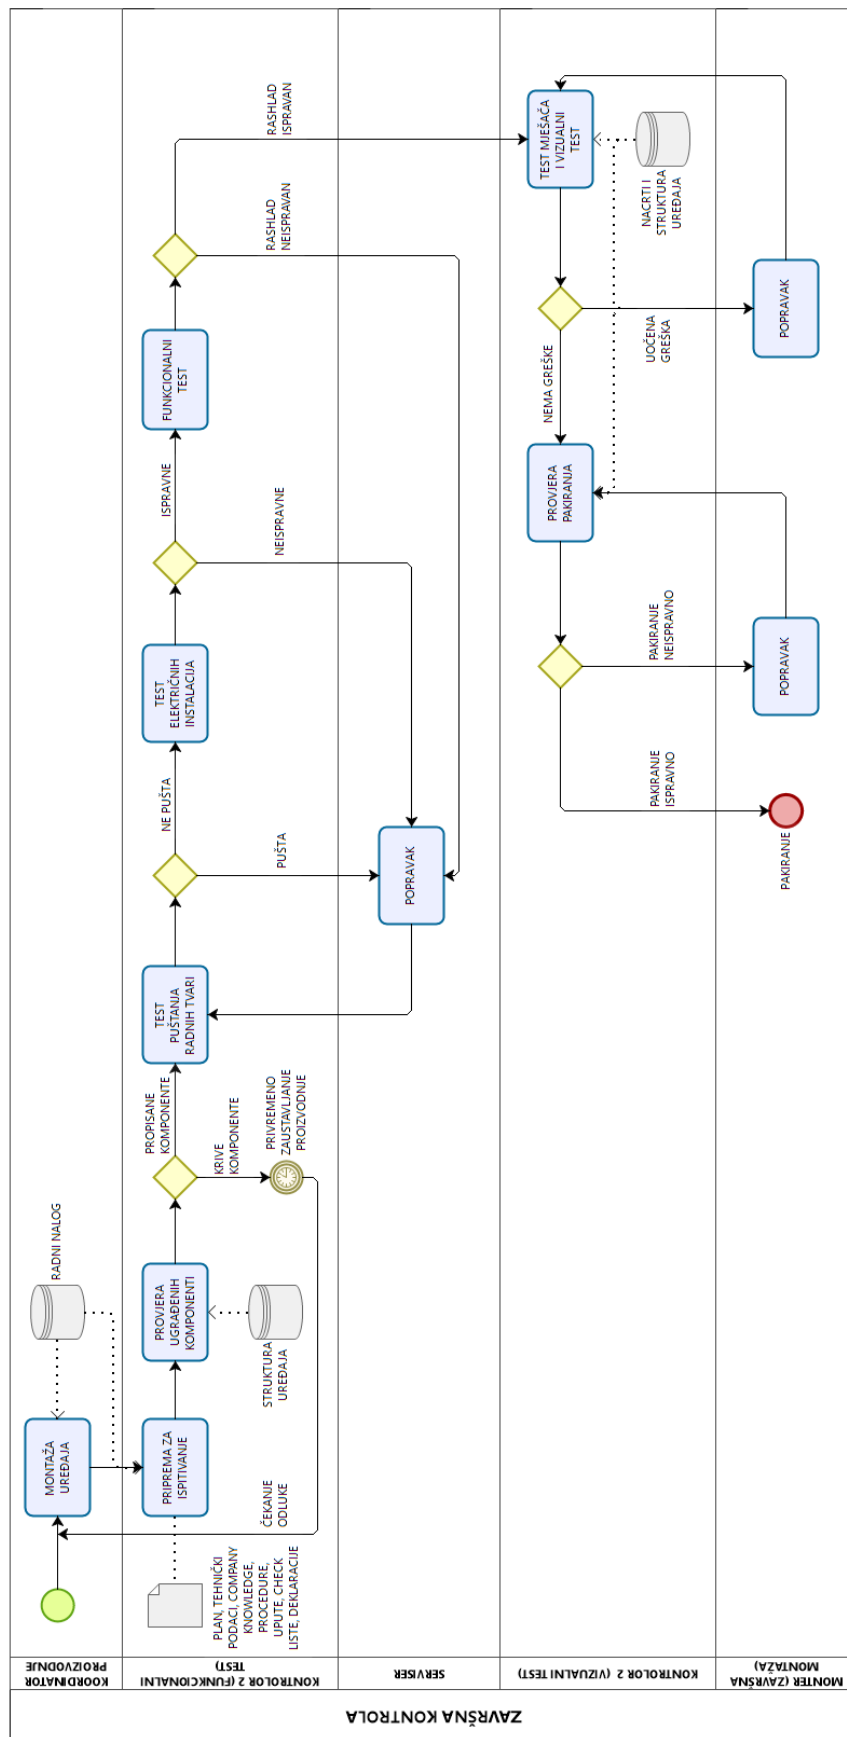 ZAVRŠNA KONTROLA
KOORDINATOR
PROIZVODNJE
MONTAŽA
UREĐAJA
RADNI NALOG
KONTROLOR 2 (FUNKCIONALNI
TEST)
PLAN, TEHNIČKI
PODACI, COMPANY
KNOWLEDGE,
PROCEDURE,
UPUTE, CHECK
LISTE, DEKLARACIJE
PRIPREMA ZA
ISPITIVANJE
ČEKANJE
ODLUKE
PROVJERA
UGRAĐENIH
KOMPONENTI
STRUKTURA
UREĐAJA
PROPISANE
KOMPONENTE
KRIVE
KOMPONENTE
PRIVREMENO
ZAUSTAVLJANJE
PROIZVODNJE
TEST
PUŠTANJA
RADNIH TVARI
NE PUŠTA
PUŠTA
TEST
ELEKTRIČNIH
INSTALACIJA
ISPRAVNE
NEISPRAVNE
FUNKCIONALNI
TEST
RASHLAD
ISPRAVAN
RASHLAD
NEISPRAVAN
SERVISER
POPRAVAK
KONTROLOR 2 (VIZUALNI TEST)
TEST MJEŠAČA
I VIZUALNI
TEST
NACRTI I
STRUKTURA
UREĐAJA
NEMA GREŠKE
UOČENA
GREŠKA
PROVJERA
PAKIRANJA
PAKIRANJE
NEISPRAVNO
PAKIRANJE
ISPRAVNO
MONTER (ZAVRŠNA
MONTAŽA)
PAKIRANJE
POPRAVAK
POPRAVAK